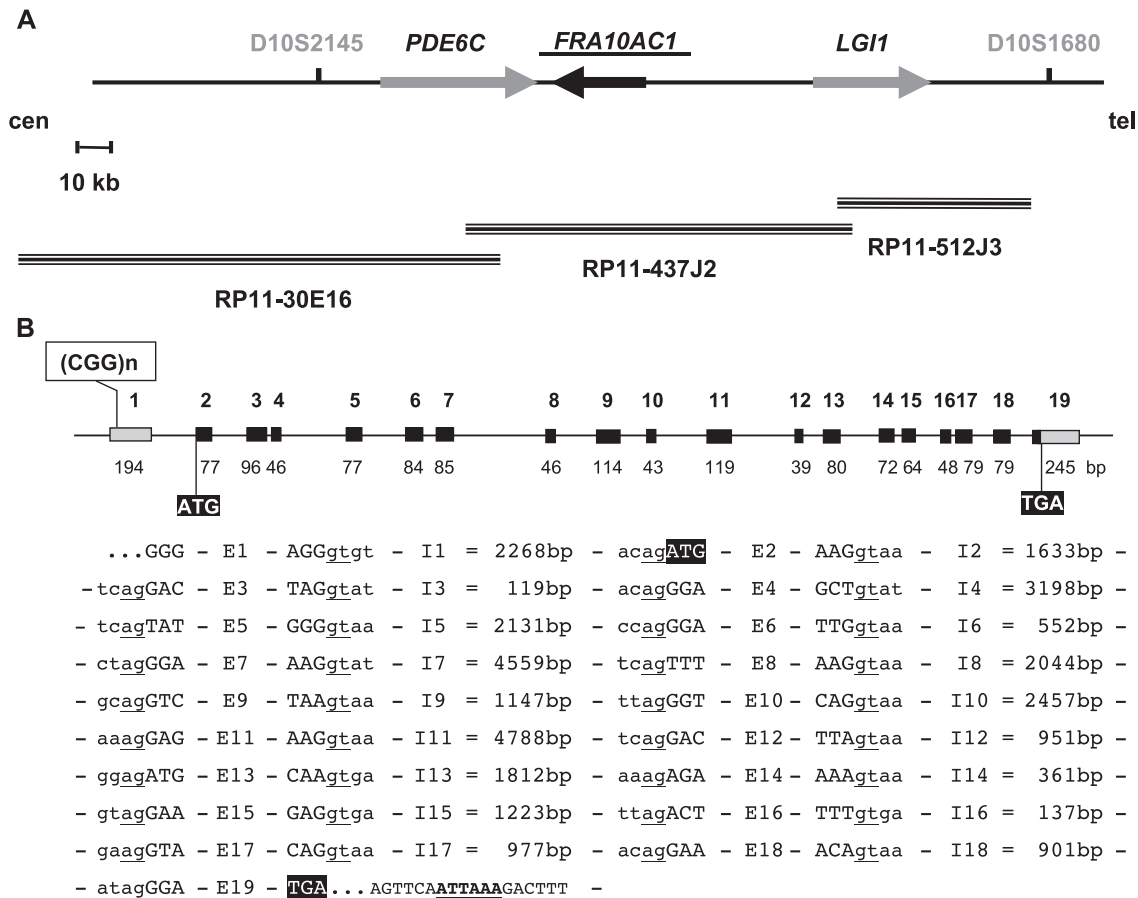 A
D10S2145 PDE6C FRA10AC1 LGI1 D10S1680
cen tel
10 kb
RP11-512J3
RP11-437J2
RP11-30E16
B
(CGG)n
1 2 3 4 5 6 7 8 9 10 11 12 13 14 15 16 17 18 19
194 77 96 46 77 84 85 46 114 43 119 39 80 72 64 48 79 79 245 bp
ATG TGA
...GGG – E1 – AGGgtgt – I1 = 2268bp – acagATG – E2 – AAGgtaa – I2 = 1633bp –
– tcagGAC – E3 – TAGgtat – I3 = 119bp – acagGGA – E4 – GCTgtat – I4 = 3198bp –
– tcagTAT – E5 – GGGgtaa – I5 = 2131bp – ccagGGA – E6 – TTGgtaa – I6 = 552bp –
– ctagGGA – E7 – AAGgtat – I7 = 4559bp – tcagTTT – E8 – AAGgtaa – I8 = 2044bp –
– gcagGTC – E9 – TAAgtaa – I9 = 1147bp – ttagGGT – E10 – CAGgtaa – I10 = 2457bp –
– aaagGAG – E11 – AAGgtaa – I11 = 4788bp – tcagGAC – E12 – TTAgtaa – I12 = 951bp –
– ggagATG – E13 – CAAgtga – I13 = 1812bp – aaagAGA – E14 – AAAgtaa – I14 = 361bp –
– gtagGAA – E15 – GAGgtga – I15 = 1223bp – ttagACT – E16 – TTTgtga – I16 = 137bp –
– gaagGTA – E17 – CAGgtaa – I17 = 977bp – acagGAA – E18 – ACAgtaa – I18 = 901bp –
– atagGGA – E19 – TGA... AGTTCAATTAAAGACTTT –